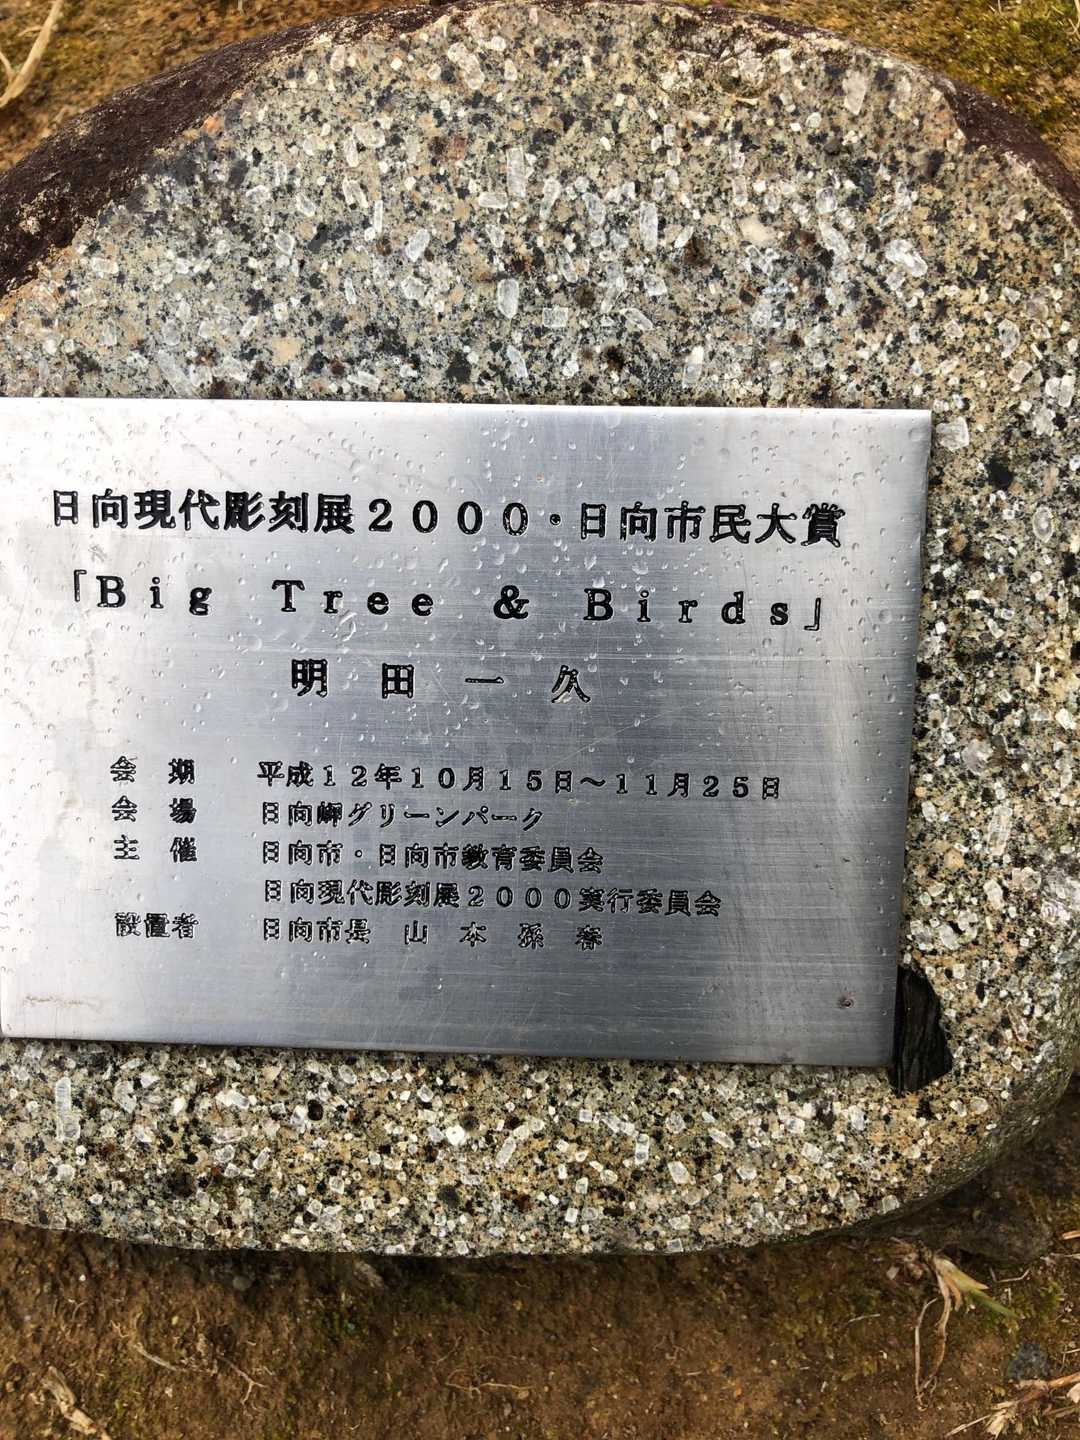 日向現代彫刻展2000・日向市民大賞
「Big Tree & Birds」
明田一久
会期 平成12年10月15日〜11月25日
会場 日向岬グリーンパーク
主催 日向市・日向市教育委員会
日向現代彫刻展2000実行委員会
設置者 日向市長 山本孫春